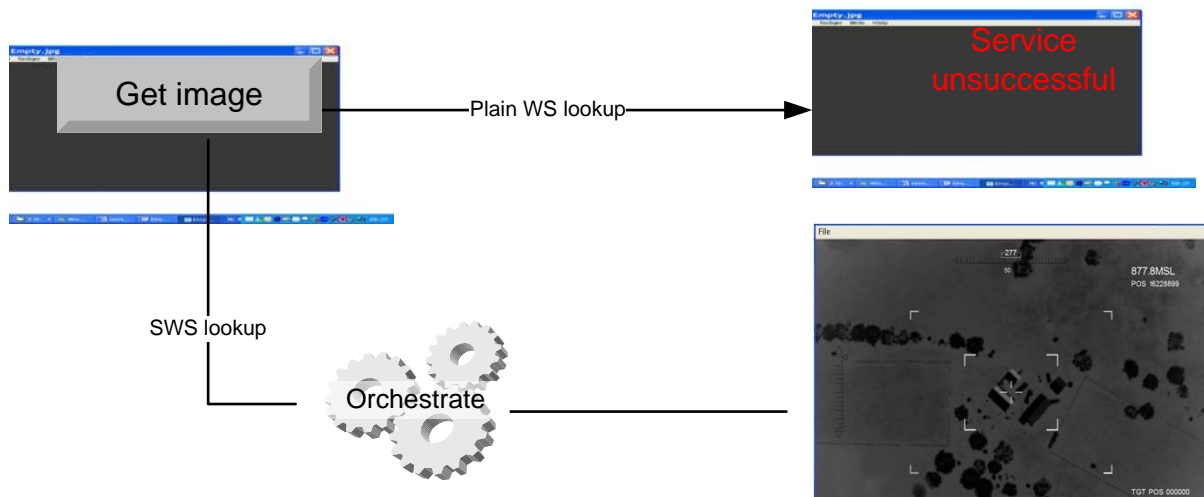 Empty.jpg
Get image
Plain WS lookup
Empty.jpg
Service
unsuccessful
SWS lookup
Orchestrate
File
-277
50
877.8MSL
POS 16228899
TGT POS 000000